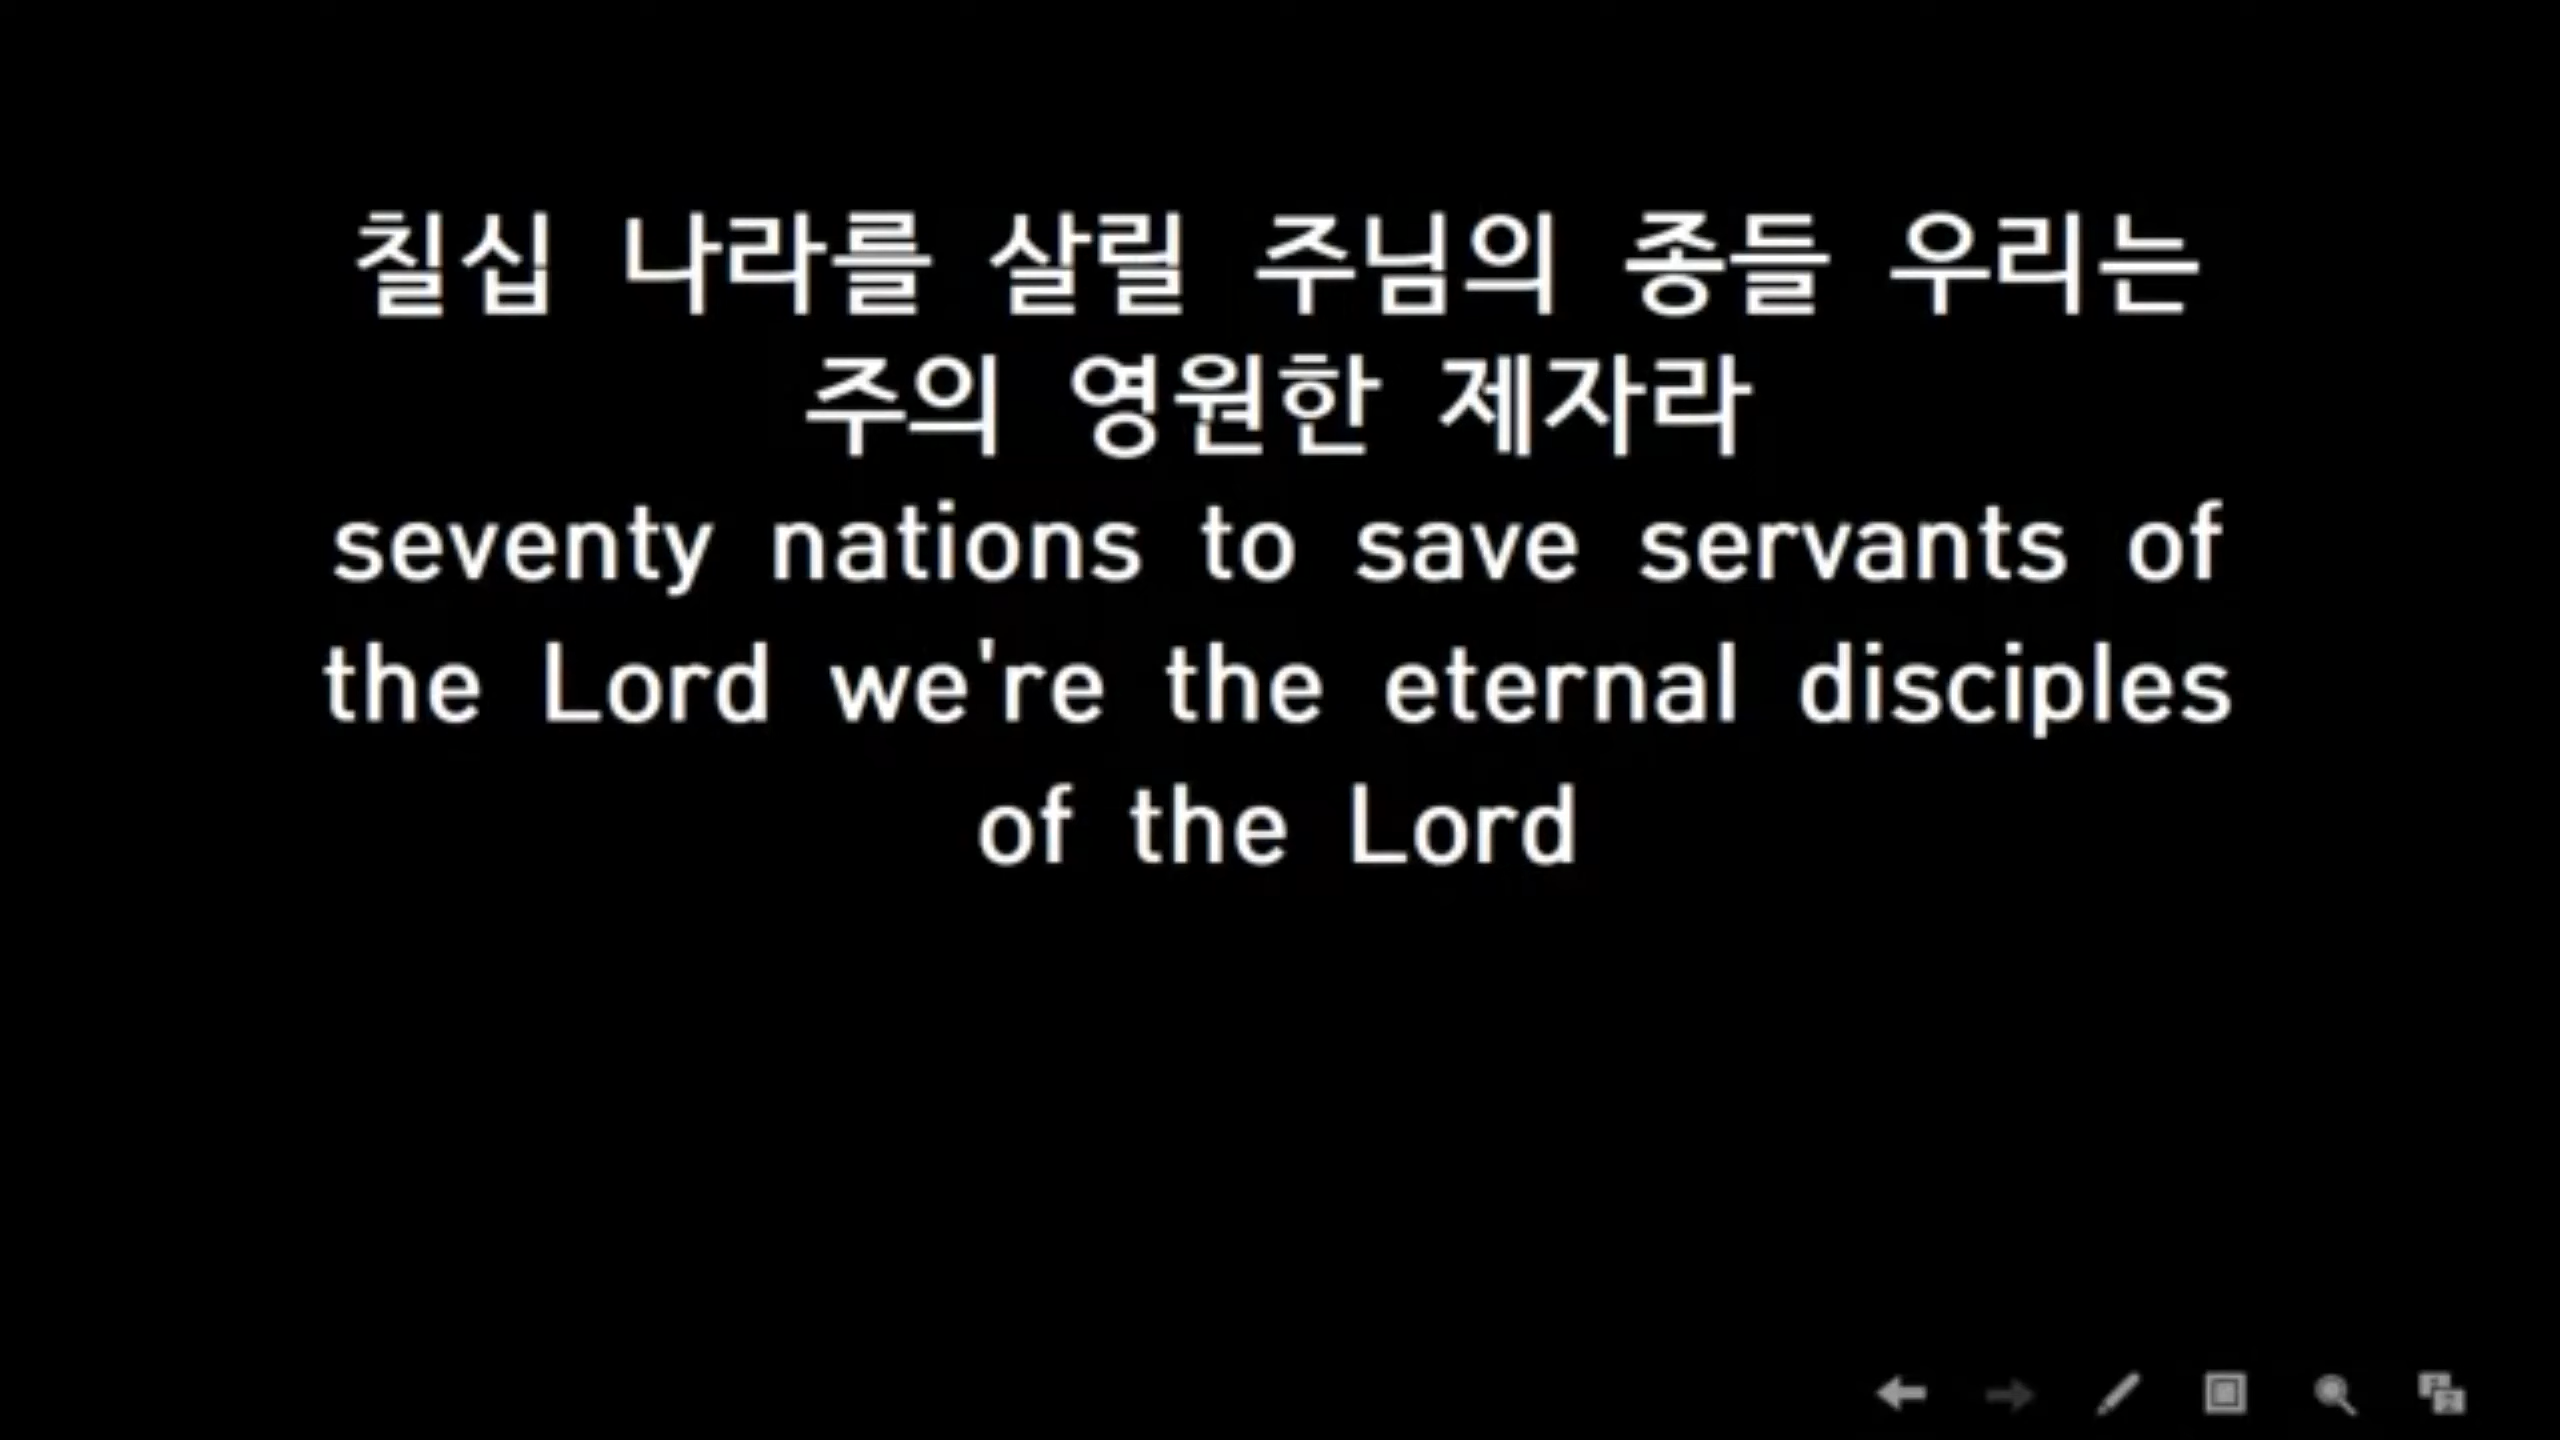 칠십 나라를 살릴 주님의 종들 우리는
주의 영원한 제자라
seventy nations to save servants of
the Lord we're the eternal disciples
of the Lord